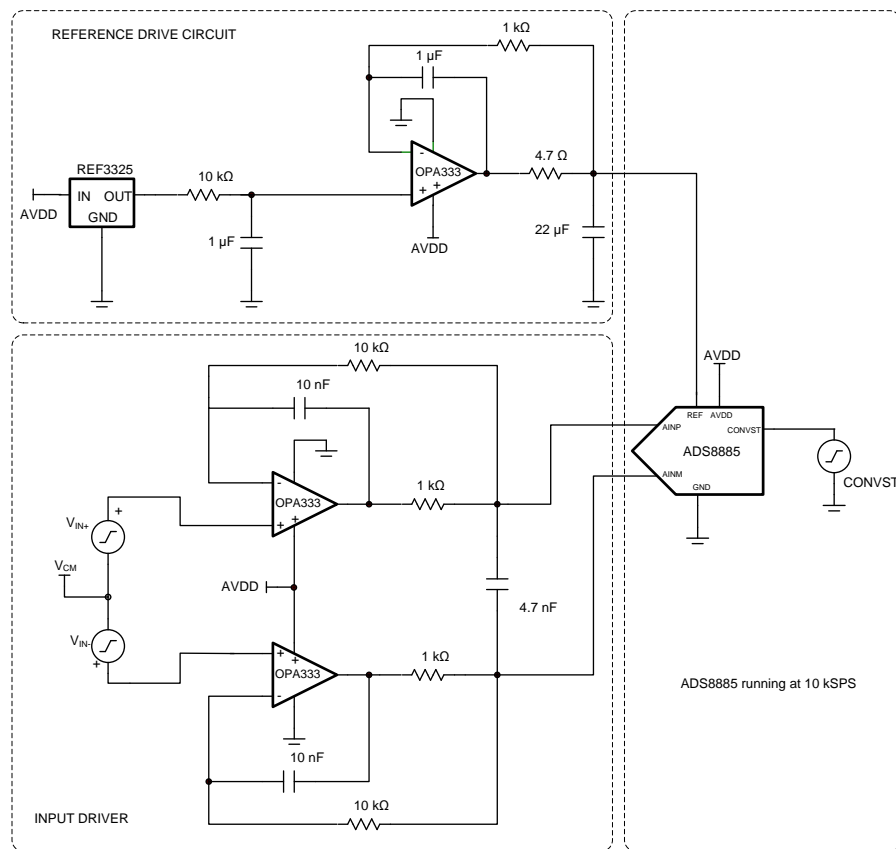 REFERENCE DRIVE CIRCUIT
1 kΩ
1 µF
-
OPA333
+ +
AVDD
4.7 Ω
22 µF
REF3325
IN OUT
GND
AVDD
10 kΩ
1 µF
10 kΩ
10 nF
-
OPA333
+ +
1 kΩ
+
VIN+
VCM
VIN-
+
AVDD
4.7 nF
+ +
OPA333
-
1 kΩ
10 nF
10 kΩ
INPUT DRIVER
AVDD
REF AVDD
CONVST
AINP
ADS8885
AINM
GND
CONVST
ADS8885 running at 10 kSPS